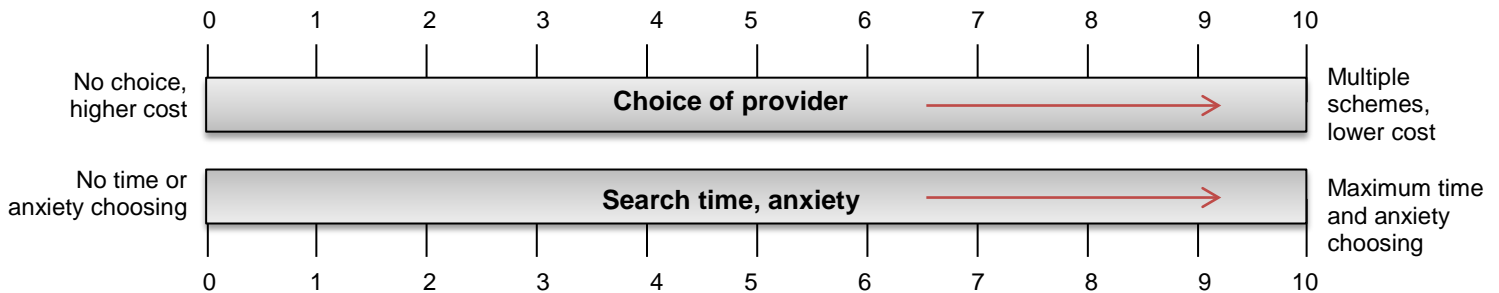 0 1 2 3 4 5 6 7 8 9 10
No choice,
higher cost
Choice of provider
Multiple
schemes,
lower cost
No time or
anxiety choosing
Search time, anxiety
Maximum time
and anxiety
choosing
0 1 2 3 4 5 6 7 8 9 10